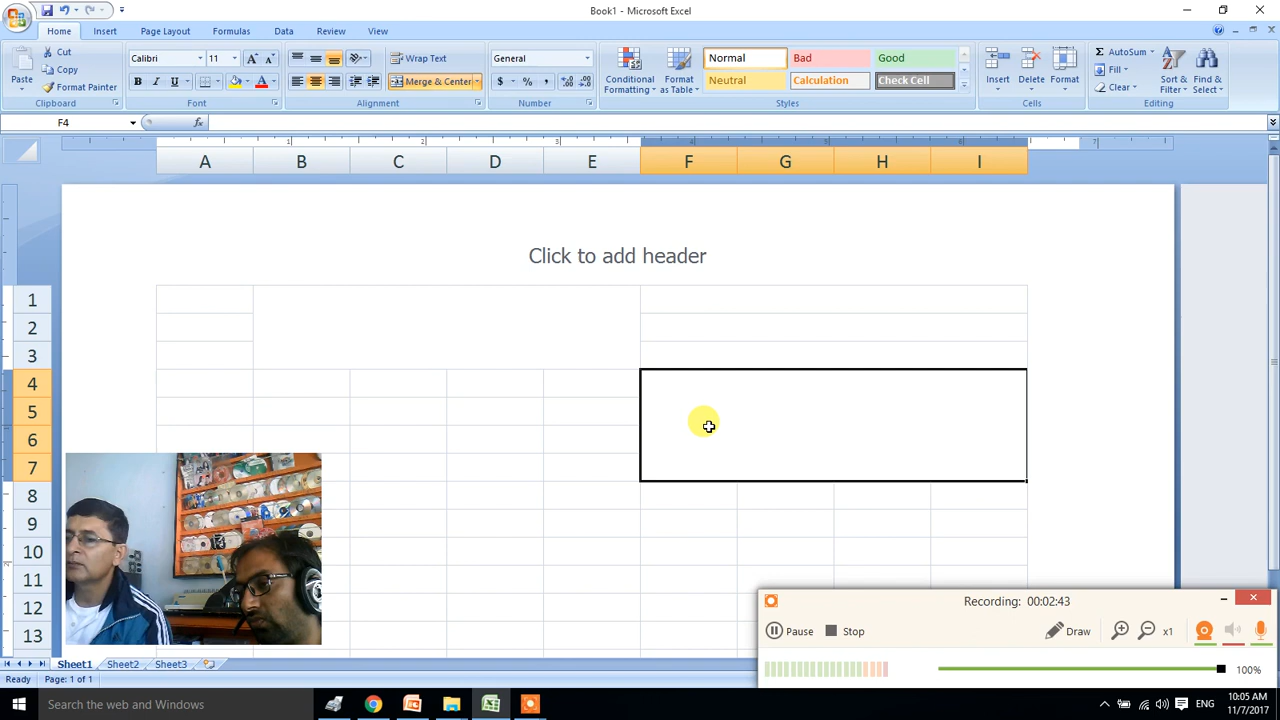 Book1 - Microsoft Excel
Home Insert Page Layout Formulas Data Review View
Paste
Cut
Copy
Format Painter
Clipboard
Calibri 11
B I U
Font
Wrap Text
Merge & Center
Alignment
General
$ % ,
Number
Conditional Formatting
Format as Table
Normal Bad Good
Neutral Calculation Check Cell
Styles
Insert Delete Format
Cells
AutoSum
Fill
Clear
Sort & Filter
Find & Select
Editing
F4 fx
A B C D E F G H I
Click to add header
1
2
3
4
5
6
7
8
9
10
11
12
13
Recording: 00:02:43
Pause Stop Draw x1
100%
Sheet1 Sheet2 Sheet3
Ready Page: 1 of 1
Search the web and Windows
ENG
10:05 AM
11/7/2017